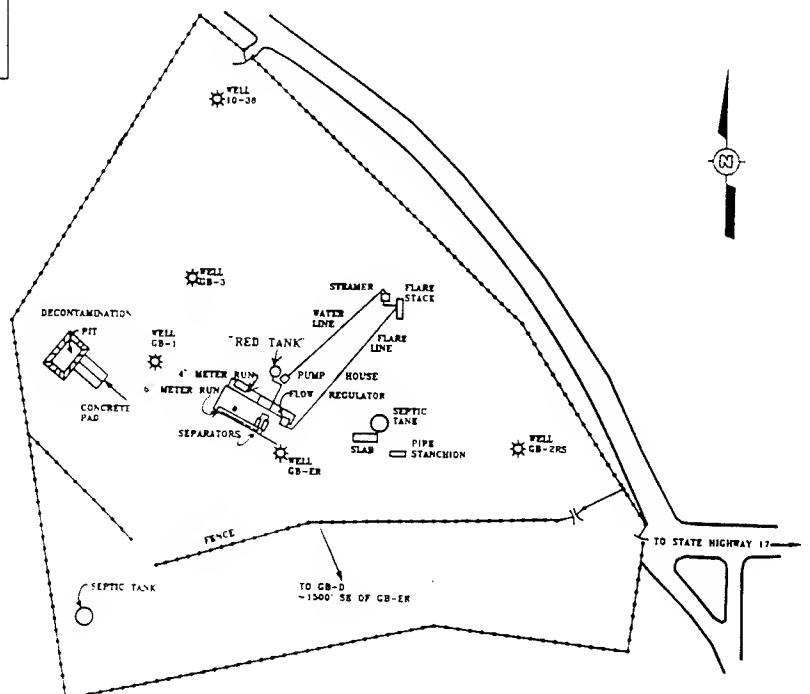 WELL
10-38
N
WELL
GB-3
STEAMER
FLARE
STACK
DECONTAMINATION
PIT
WATER
LINE
WELL
GB-1
"RED TANK"
FLARE
LINE
4" METER RUN
PUMP HOUSE
6" METER RUN
FLOW REGULATOR
CONCRETE
PAD
SEPTIC
TANK
SEPARATORS
SLAB
PIPE
STANCHION
WELL
GB-ER
WELL
GB-2RS
FENCE
TO STATE HIGHWAY 17
SEPTIC TANK
TO GB-D
~1500' SE OF GB-ER